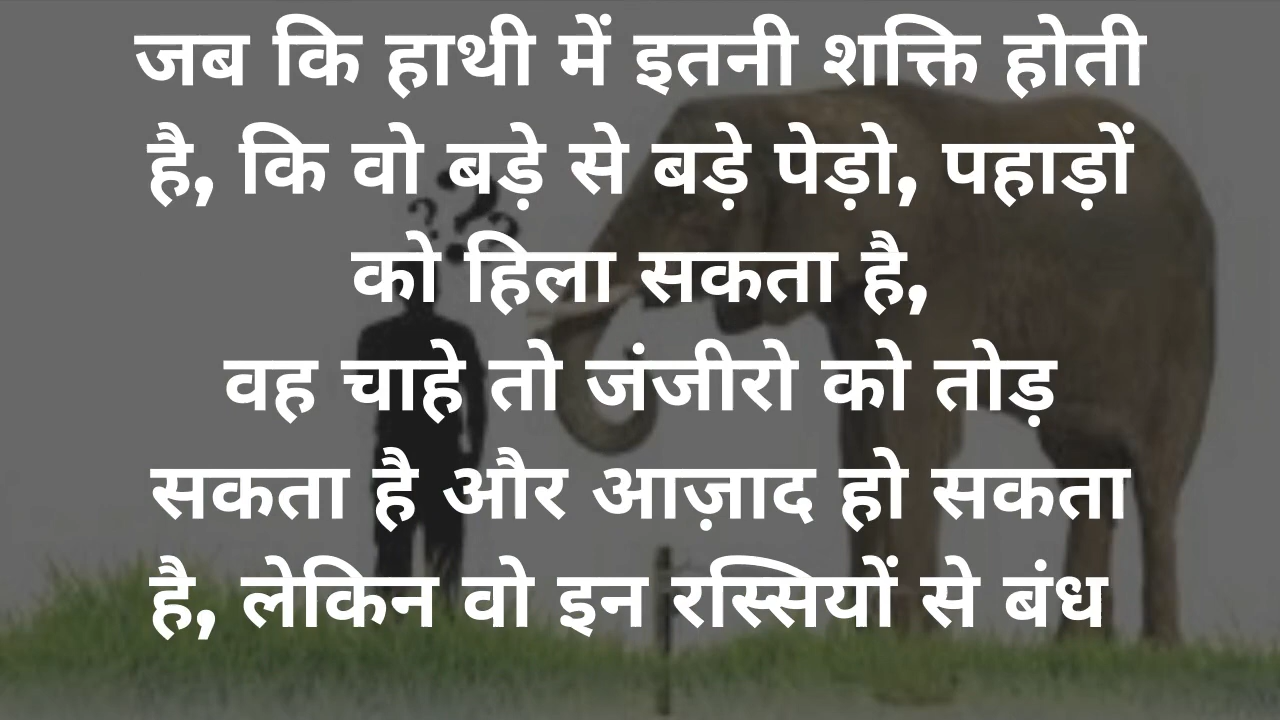 जब कि हाथी में इतनी शक्ति होती
है, कि वो बड़े से बड़े पेड़ो, पहाड़ों
को हिला सकता है,
वह चाहे तो जंजीरो को तोड़
सकता है और आज़ाद हो सकता
है, लेकिन वो इन रस्सियों से बंध